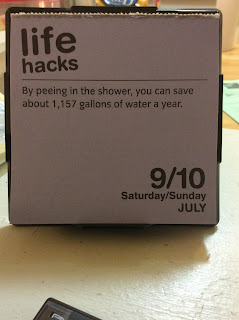 life
hacks
By peeing in the shower, you can save
about 1,157 gallons of water a year.
9/10
Saturday/Sunday
JULY